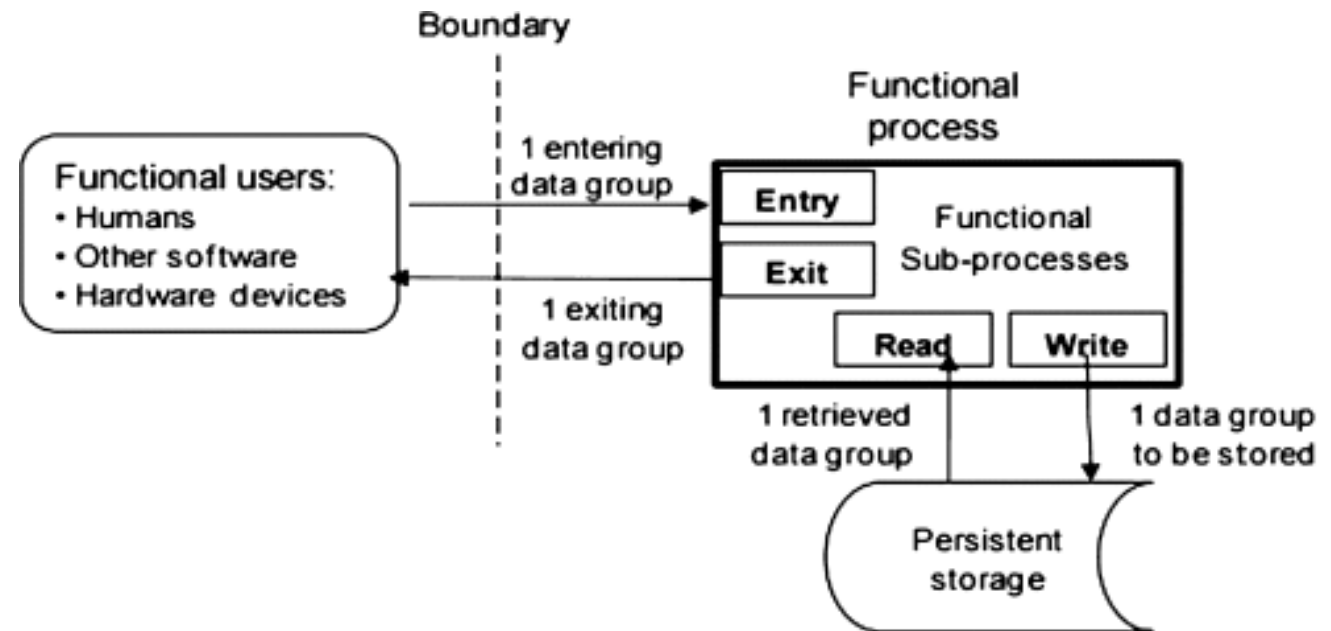 Boundary
Functional
process
Functional users:
• Humans
• Other software
• Hardware devices
1 entering
data group
1 exiting
data group
Entry
Exit
Functional
Sub-processes
Read
Write
1 retrieved
data group
1 data group
to be stored
Persistent
storage